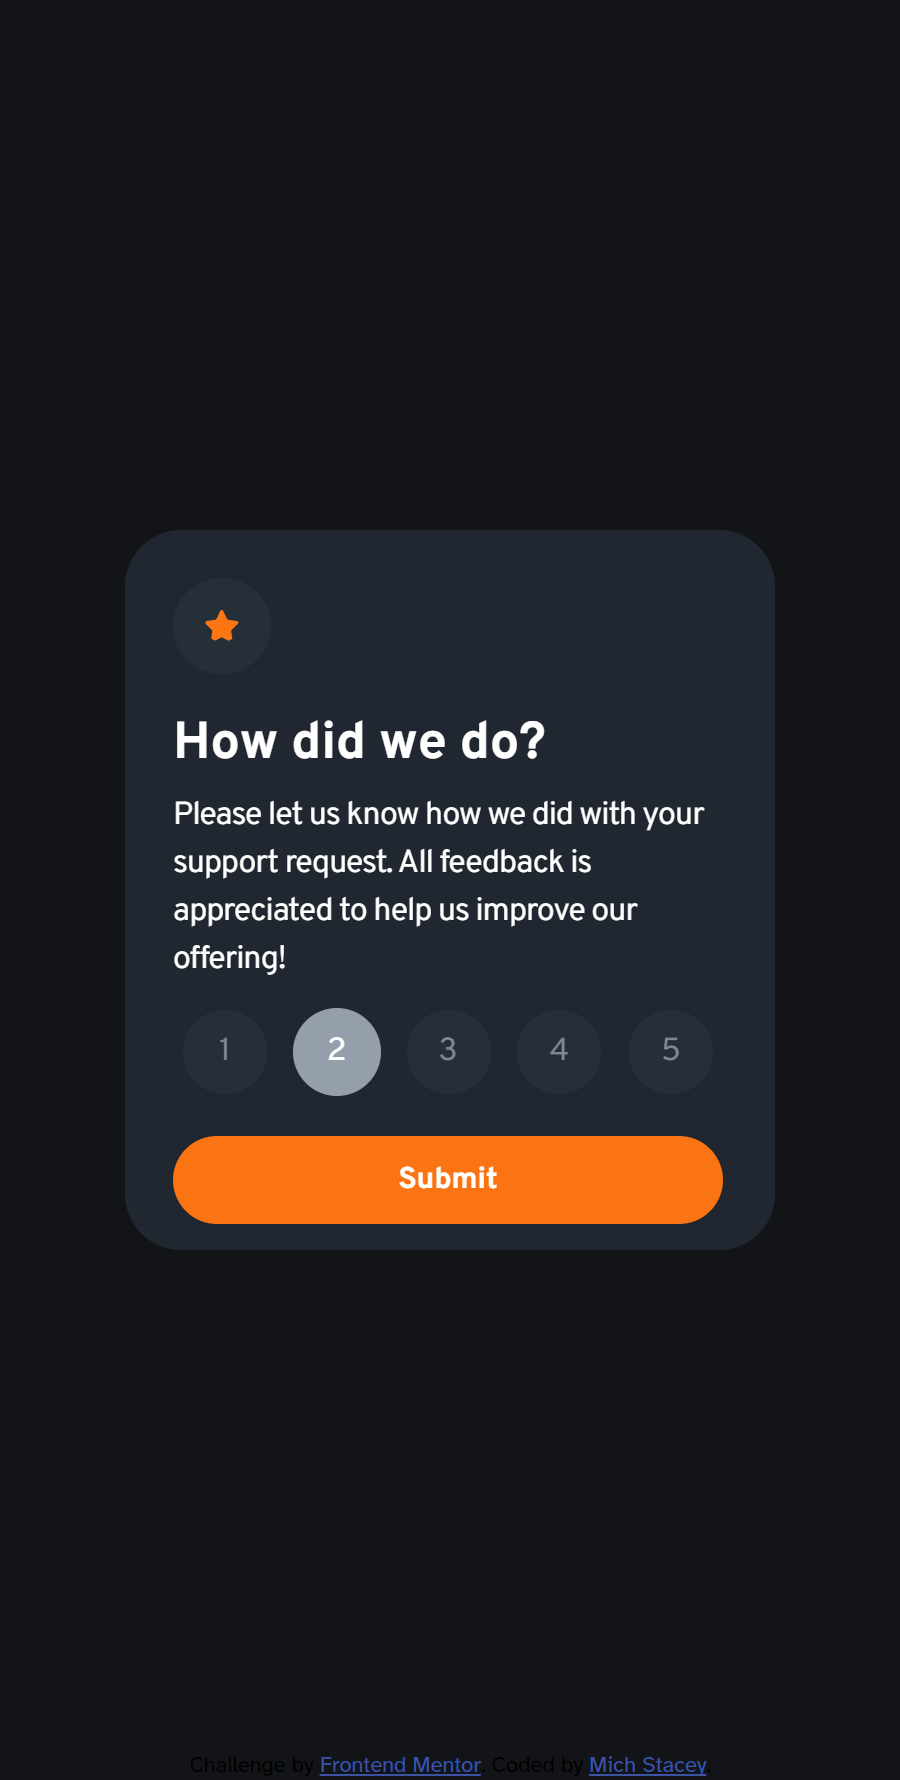 How did we do?
Please let us know how we did with your
support request. All feedback is
appreciated to help us improve our
offering!
1 2 3 4 5
Submit
Challenge by Frontend Mentor. Coded by Mich Stacey.